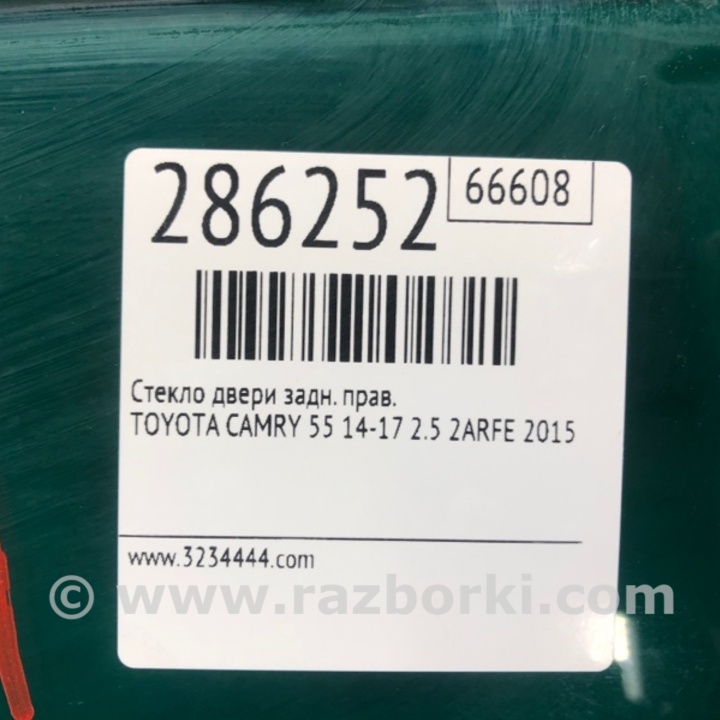 286252
66608
Стекло двери задн. прав.
TOYOTA CAMRY 55 14-17 2.5 2ARFE 2015
www.3234444.com
© www.razborki.com